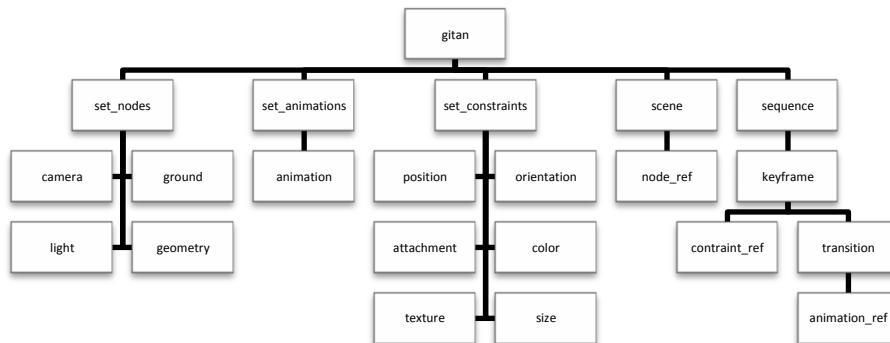 gitan
set_nodes
set_animations
set_constraints
scene
sequence
camera
ground
animation
position
orientation
node_ref
keyframe
light
geometry
attachment
color
contraint_ref
transition
texture
size
animation_ref